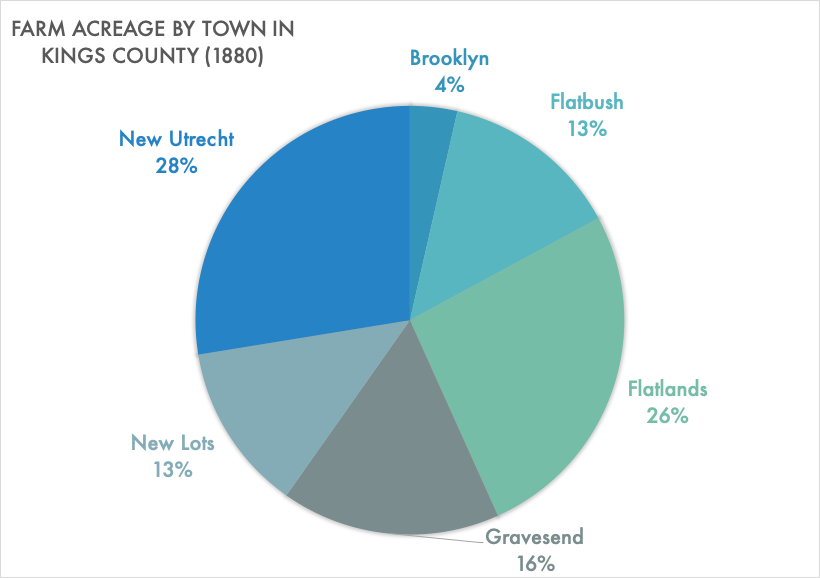 FARM ACREAGE BY TOWN IN
KINGS COUNTY (1880)
Brooklyn
4%
Flatbush
13%
New Utrecht
28%
Flatlands
26%
New Lots
13%
Gravesend
16%